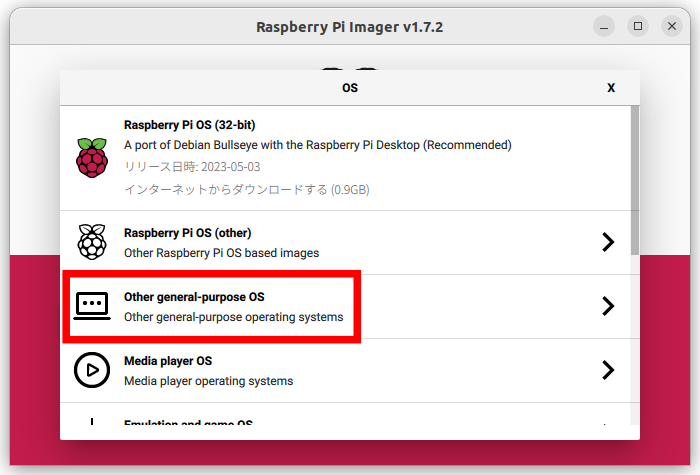 Raspberry Pi Imager v1.7.2
OS
X
Raspberry Pi OS (32-bit)
A port of Debian Bullseye with the Raspberry Pi Desktop (Recommended)
リリース日時: 2023-05-03
インターネットからダウンロードする (0.9GB)
Raspberry Pi OS (other)
Other Raspberry Pi OS based images
Other general-purpose OS
Other general-purpose operating systems
Media player OS
Media player operating systems
Emulation and game OS